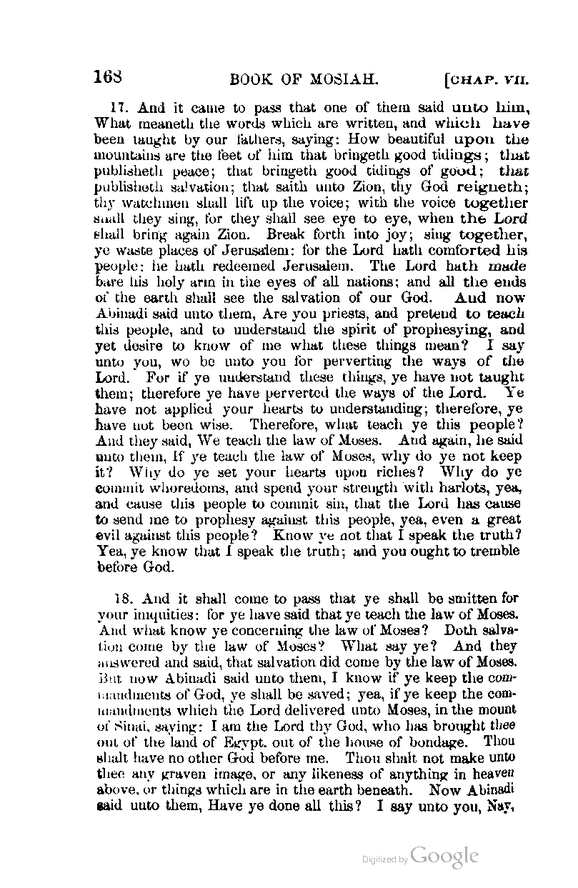 168 BOOK OF MOSIAH. [CHAP. VII.
17. And it came to pass that one of them said unto him,
What meaneth the words which are written, and which have
been taught by our fathers, saying: How beautiful upon the
mountains are the feet of him that bringeth good tidings; that
publisheth peace; that bringeth good tidings of good; that
publisheth salvation; that saith unto Zion, thy God reigneth;
thy watchmen shall lift up the voice; with the voice together
shall they sing, for they shall see eye to eye, when the Lord
shall bring again Zion. Break forth into joy; sing together,
ye waste places of Jerusalem: for the Lord hath comforted his
people: he hath redeemed Jerusalem. The Lord hath made
bare his holy arm in the eyes of all nations; and all the ends
of the earth shall see the salvation of our God. And now
Abinadi said unto them, Are you priests, and pretend to teach
this people, and to understand the spirit of prophesying, and
yet desire to know of me what these things mean? I say
unto you, wo be unto you for perverting the ways of the
Lord. For if ye understand these things, ye have not taught
them; therefore ye have perverted the ways of the Lord. Ye
have not applied your hearts to understanding; therefore, ye
have not been wise. Therefore, what teach ye this people?
And they said, We teach the law of Moses. And again, he said
unto them, If ye teach the law of Moses, why do ye not keep
it? Why do ye set your hearts upon riches? Why do ye
commit whoredoms, and spend your strength with harlots, yea,
and cause this people to commit sin, that the Lord has cause
to send me to prophesy against this people, yea, even a great
evil against this people? Know ye not that I speak the truth?
Yea, ye know that I speak the truth; and you ought to tremble
before God.
18. And it shall come to pass that ye shall be smitten for
your iniquities: for ye have said that ye teach the law of Moses.
And what know ye concerning the law of Moses? Doth salva-
tion come by the law of Moses? What say ye? And they
answered and said, that salvation did come by the law of Moses.
But now Abinadi said unto them, I know if ye keep the com-
mandments of God, ye shall be saved; yea, if ye keep the com-
mandments which the Lord delivered unto Moses, in the mount
of Sinai, saying: I am the Lord thy God, who has brought thee
out of the land of Egypt, out of the house of bondage. Thou
shalt have no other God before me. Thou shalt not make unto
thee any graven image, or any likeness of anything in heaven
above, or things which are in the earth beneath. Now Abinadi
said unto them, Have ye done all this? I say unto you, Nay,
Digitized by Google